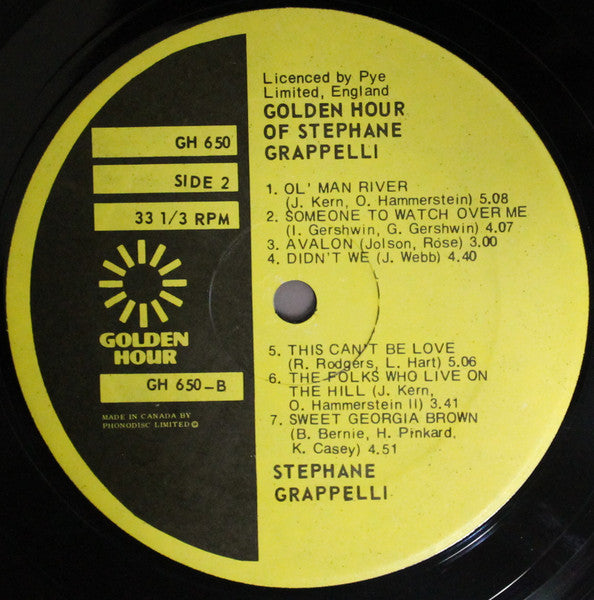 GH 650
SIDE 2
33 1/3 RPM
GOLDEN
HOUR
GH 650-B
MADE IN CANADA BY
PHONODISC LIMITED ℗
Licenced by Pye
Limited, England
GOLDEN HOUR
OF STEPHANE
GRAPPELLI
1. OL' MAN RIVER
(J. Kern, O. Hammerstein) 5.08
2. SOMEONE TO WATCH OVER ME
(I. Gershwin, G. Gershwin) 4.07
3. AVALON (Jolson, Rose) 3.00
4. DIDN'T WE (J. Webb) 4.40
5. THIS CAN'T BE LOVE
(R. Rodgers, L. Hart) 5.06
6. THE FOLKS WHO LIVE ON
THE HILL (J. Kern,
O. Hammerstein II) 3.41
7. SWEET GEORGIA BROWN
(B. Bernie, H. Pinkard,
K. Casey) 4.51
STEPHANE
GRAPPELLI